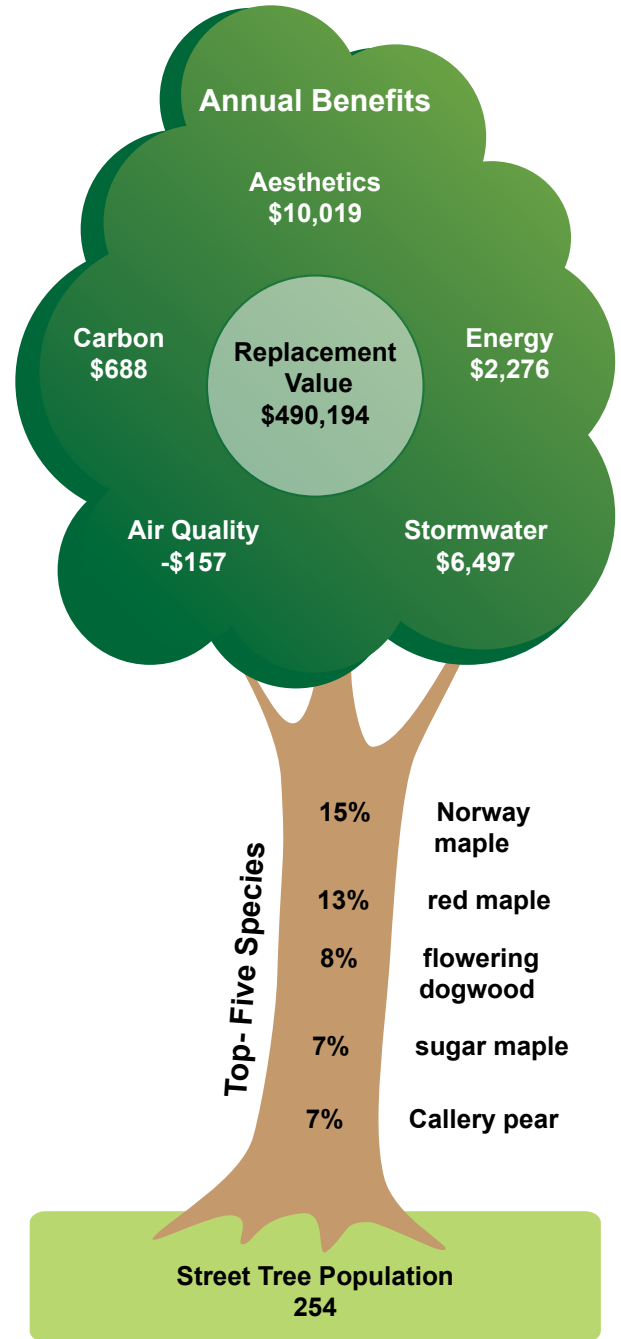 Annual Benefits
Aesthetics
$10,019
Carbon
$688
Replacement
Value
$490,194
Energy
$2,276
Air Quality
-$157
Stormwater
$6,497
Top- Five Species
15% Norway
maple
13% red maple
8% flowering
dogwood
7% sugar maple
7% Callery pear
Street Tree Population
254